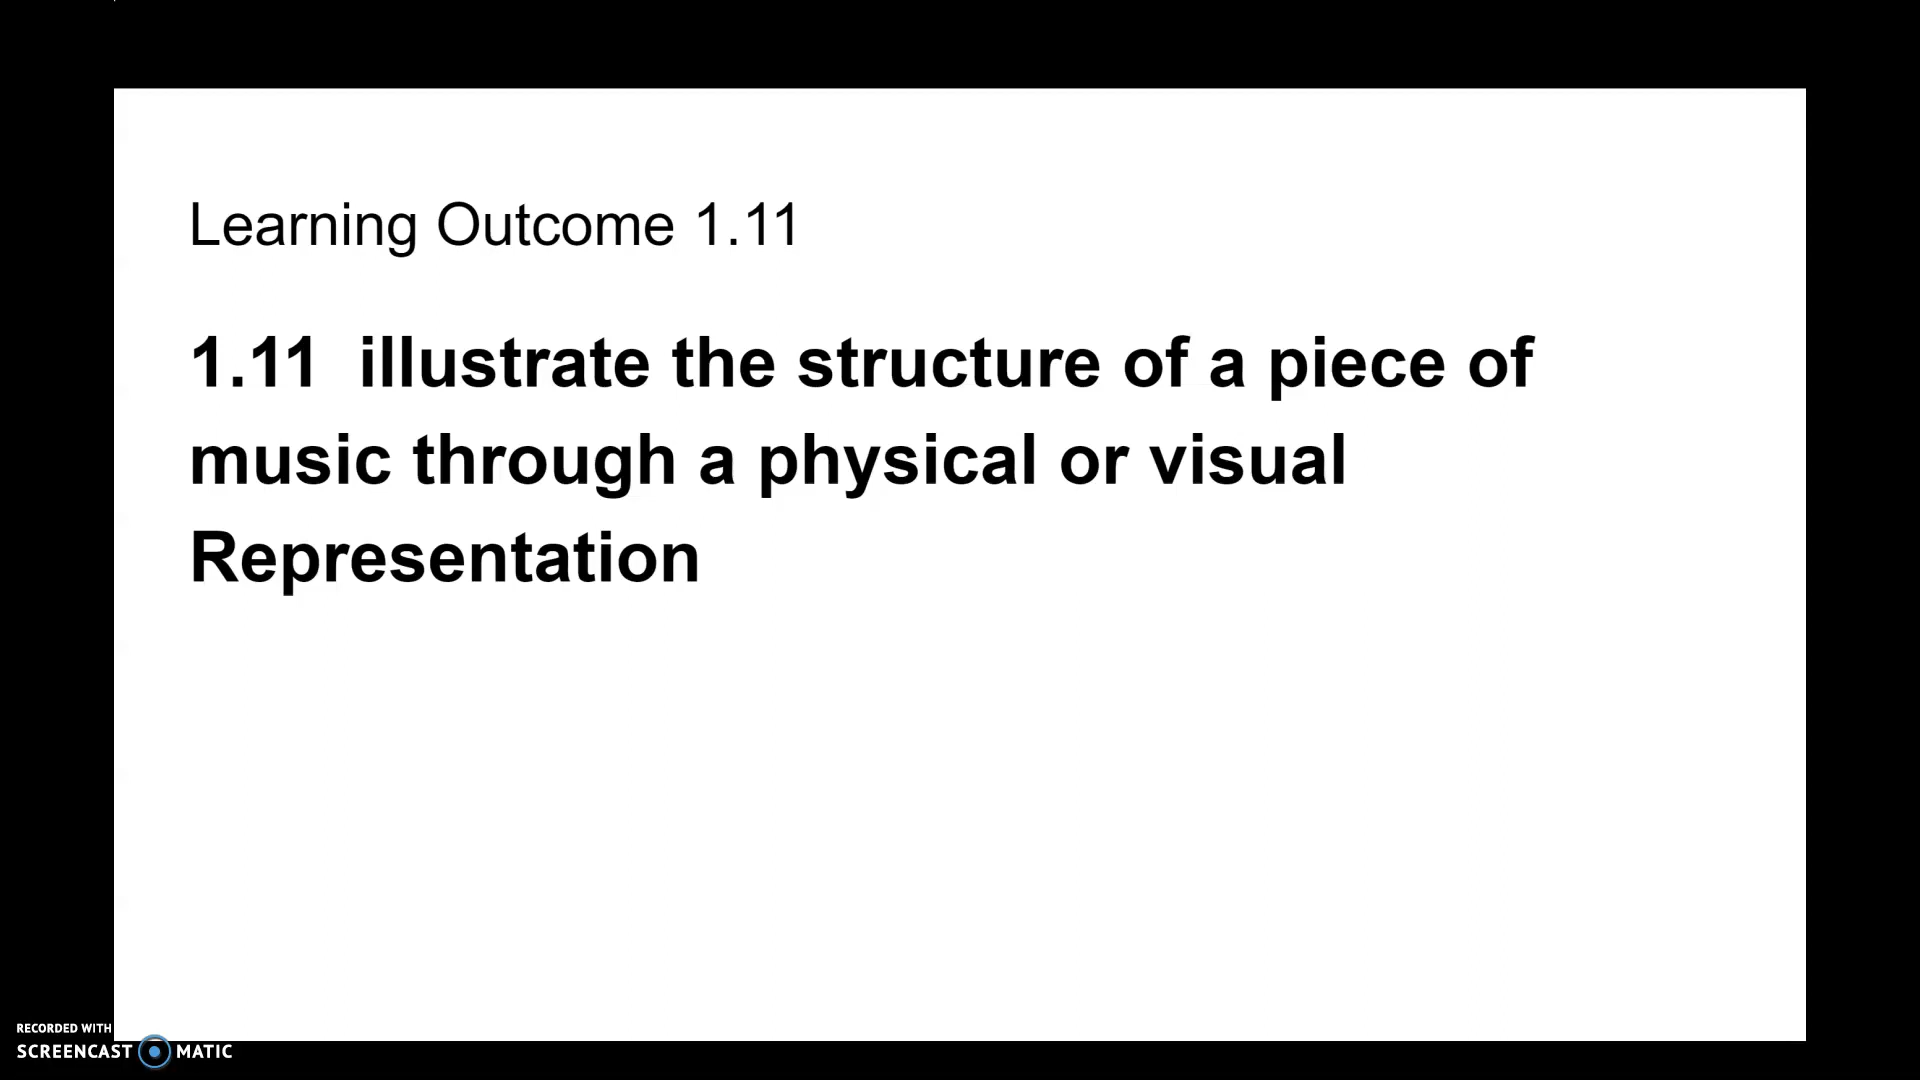 Learning Outcome 1.11
1.11 illustrate the structure of a piece of
music through a physical or visual
Representation
RECORDED WITH
SCREENCAST MATIC